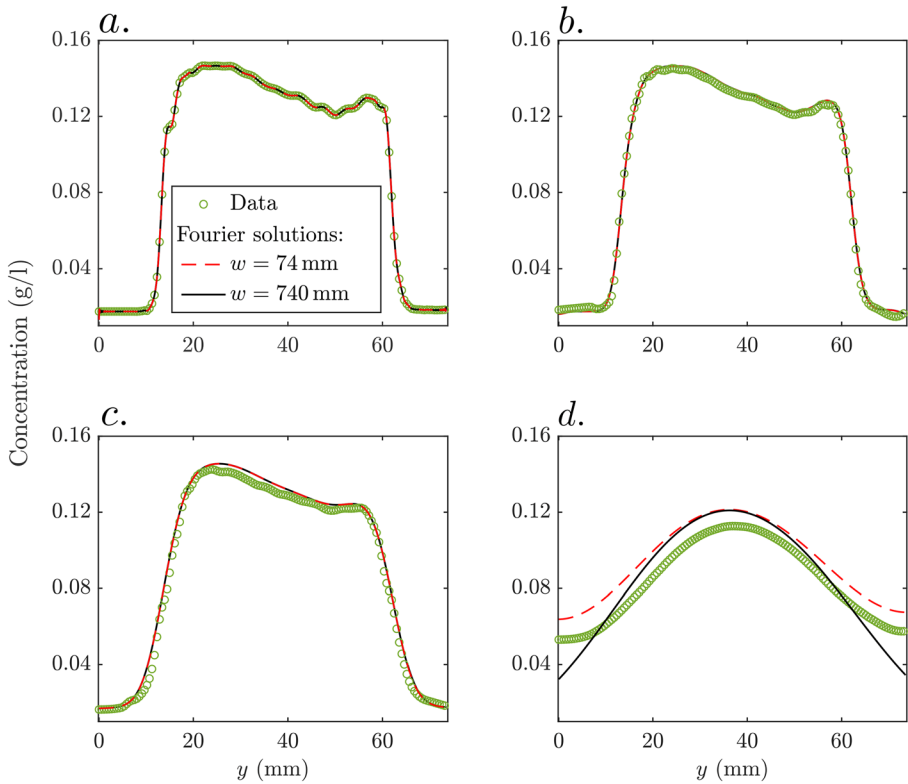 a.
b.
0.16
0.12
0.08
0.04
0
20
40
60
Data
Fourier solutions:
w = 74 mm
w = 740 mm
0.16
0.12
0.08
0.04
0
20
40
60
Concentration (g/l)
c.
d.
0.16
0.12
0.08
0.04
0
20
40
60
y (mm)
0.16
0.12
0.08
0.04
0
20
40
60
y (mm)